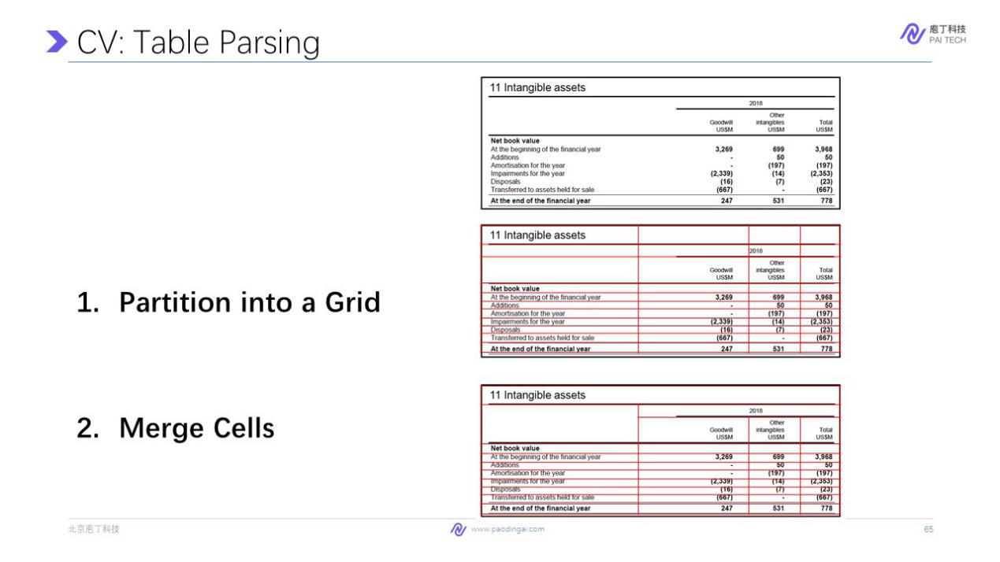 CV: Table Parsing
庖丁科技
PAI TECH
11 Intangible assets
2018
Goodwill US$M Other intangibles US$M Total US$M
Net book value
At the beginning of the financial year 3,269 699 3,968
Additions - 50 50
Amortisation for the year - (197) (197)
Impairments for the year (2,339) (14) (2,353)
Disposals (16) (7) (23)
Transferred to assets held for sale (667) - (667)
At the end of the financial year 247 531 778
1. Partition into a Grid
11 Intangible assets
2018
Goodwill US$M Other intangibles US$M Total US$M
Net book value
At the beginning of the financial year 3,269 699 3,968
Additions - 50 50
Amortisation for the year - (197) (197)
Impairments for the year (2,339) (14) (2,353)
Disposals (16) (7) (23)
Transferred to assets held for sale (667) - (667)
At the end of the financial year 247 531 778
2. Merge Cells
11 Intangible assets
2018
Goodwill US$M Other intangibles US$M Total US$M
Net book value
At the beginning of the financial year 3,269 699 3,968
Additions - 50 50
Amortisation for the year - (197) (197)
Impairments for the year (2,339) (14) (2,353)
Disposals (16) (7) (23)
Transferred to assets held for sale (667) - (667)
At the end of the financial year 247 531 778
北京庖丁科技
www.paodingai.com
65